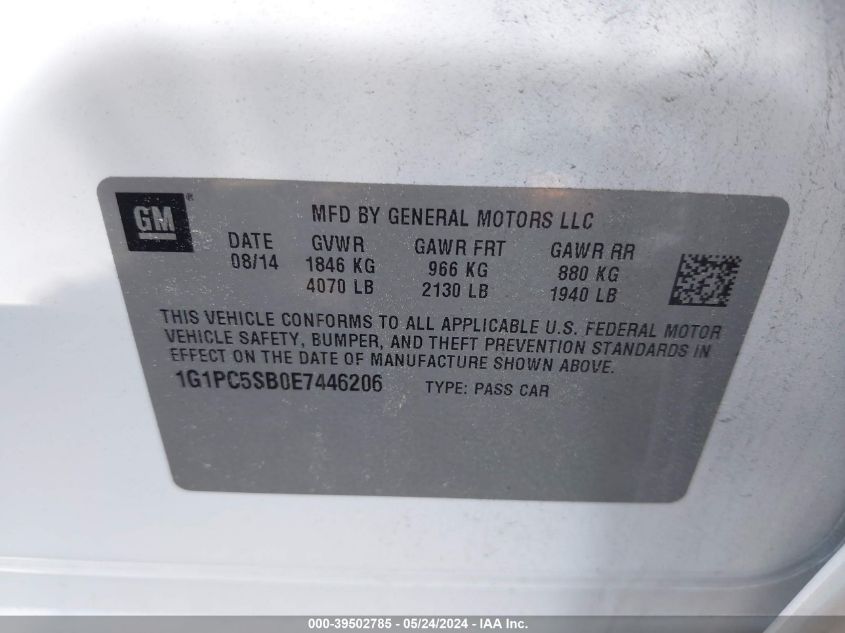 GM ®
MFD BY GENERAL MOTORS LLC
DATE GVWR GAWR FRT GAWR RR
08/14 1846 KG 966 KG 880 KG
4070 LB 2130 LB 1940 LB
THIS VEHICLE CONFORMS TO ALL APPLICABLE U.S. FEDERAL MOTOR
VEHICLE SAFETY, BUMPER, AND THEFT PREVENTION STANDARDS IN
EFFECT ON THE DATE OF MANUFACTURE SHOWN ABOVE.
1G1PC5SB0E7446206 TYPE: PASS CAR
000-39502785 - 05/24/2024 - IAA Inc.